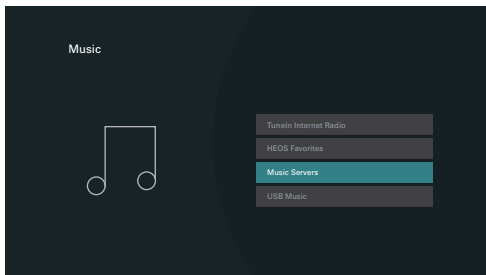 Music
TuneIn Internet Radio
HEOS Favorites
Music Servers
USB Music